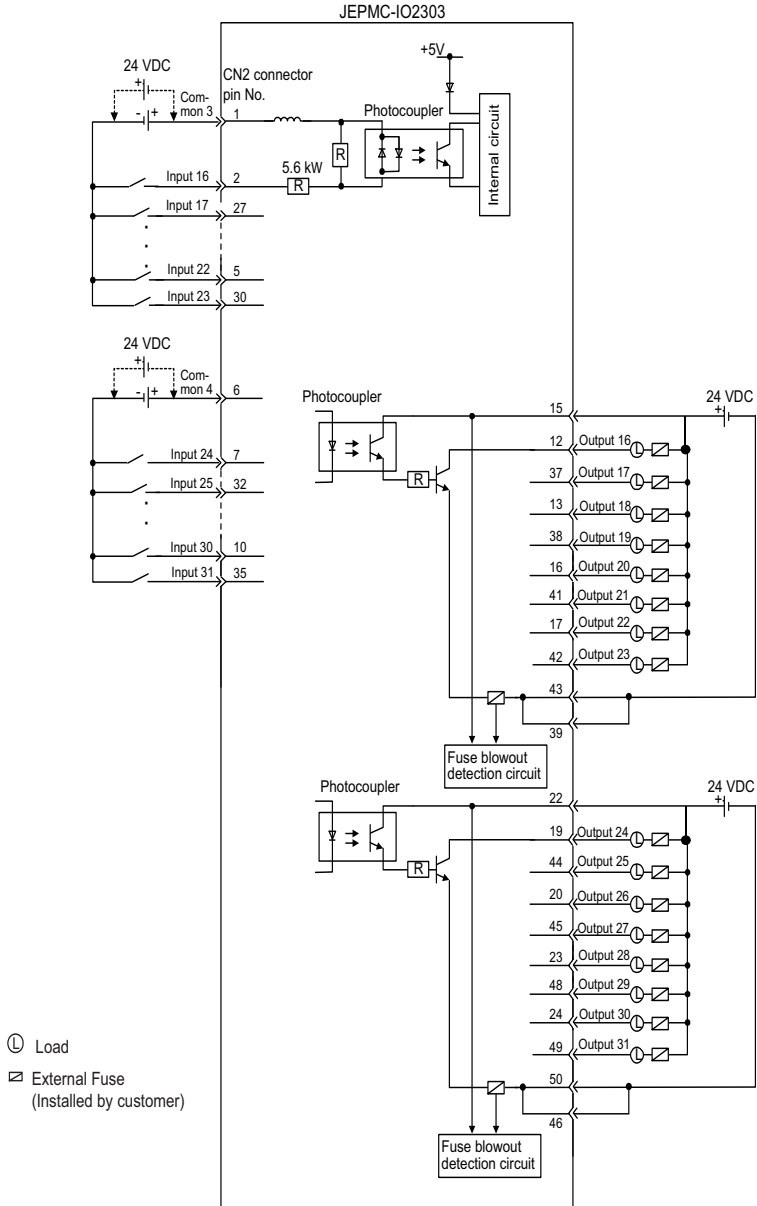 JEPMC-IO2303
24 VDC
+
- +
Com-
mon 3
CN2 connector
pin No.
1
+5V
Photocoupler
Internal circuit
R
5.6 kW
R
Input 16 2
Input 17 27
Input 22 5
Input 23 30
24 VDC
+
- +
Com-
mon 4
6
Input 24 7
Input 25 32
Input 30 10
Input 31 35
Photocoupler
R
15
24 VDC
+
12 Output 16 L
37 Output 17 L
13 Output 18 L
38 Output 19 L
16 Output 20 L
41 Output 21 L
17 Output 22 L
42 Output 23 L
43
39
Fuse blowout
detection circuit
Photocoupler
R
22
24 VDC
+
19 Output 24 L
44 Output 25 L
20 Output 26 L
45 Output 27 L
23 Output 28 L
48 Output 29 L
24 Output 30 L
49 Output 31 L
50
46
Fuse blowout
detection circuit
L Load
External Fuse
(Installed by customer)